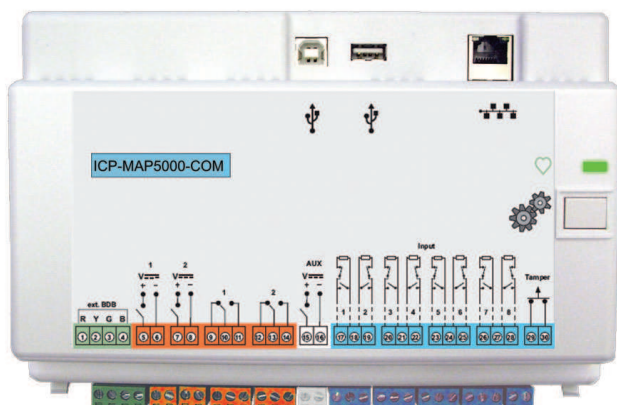 ICP-MAP5000-COM
Input
1 2 AUX
V V V
+ - + - + -
Tamper
ext. BDB
1 2
R Y G B
1 2 3 4 5 6 7 8
1 2 3 4 5 6 7 8 9 10 11 12 13 14 15 16 17 18 19 20 21 22 23 24 25 26 27 28 29 30